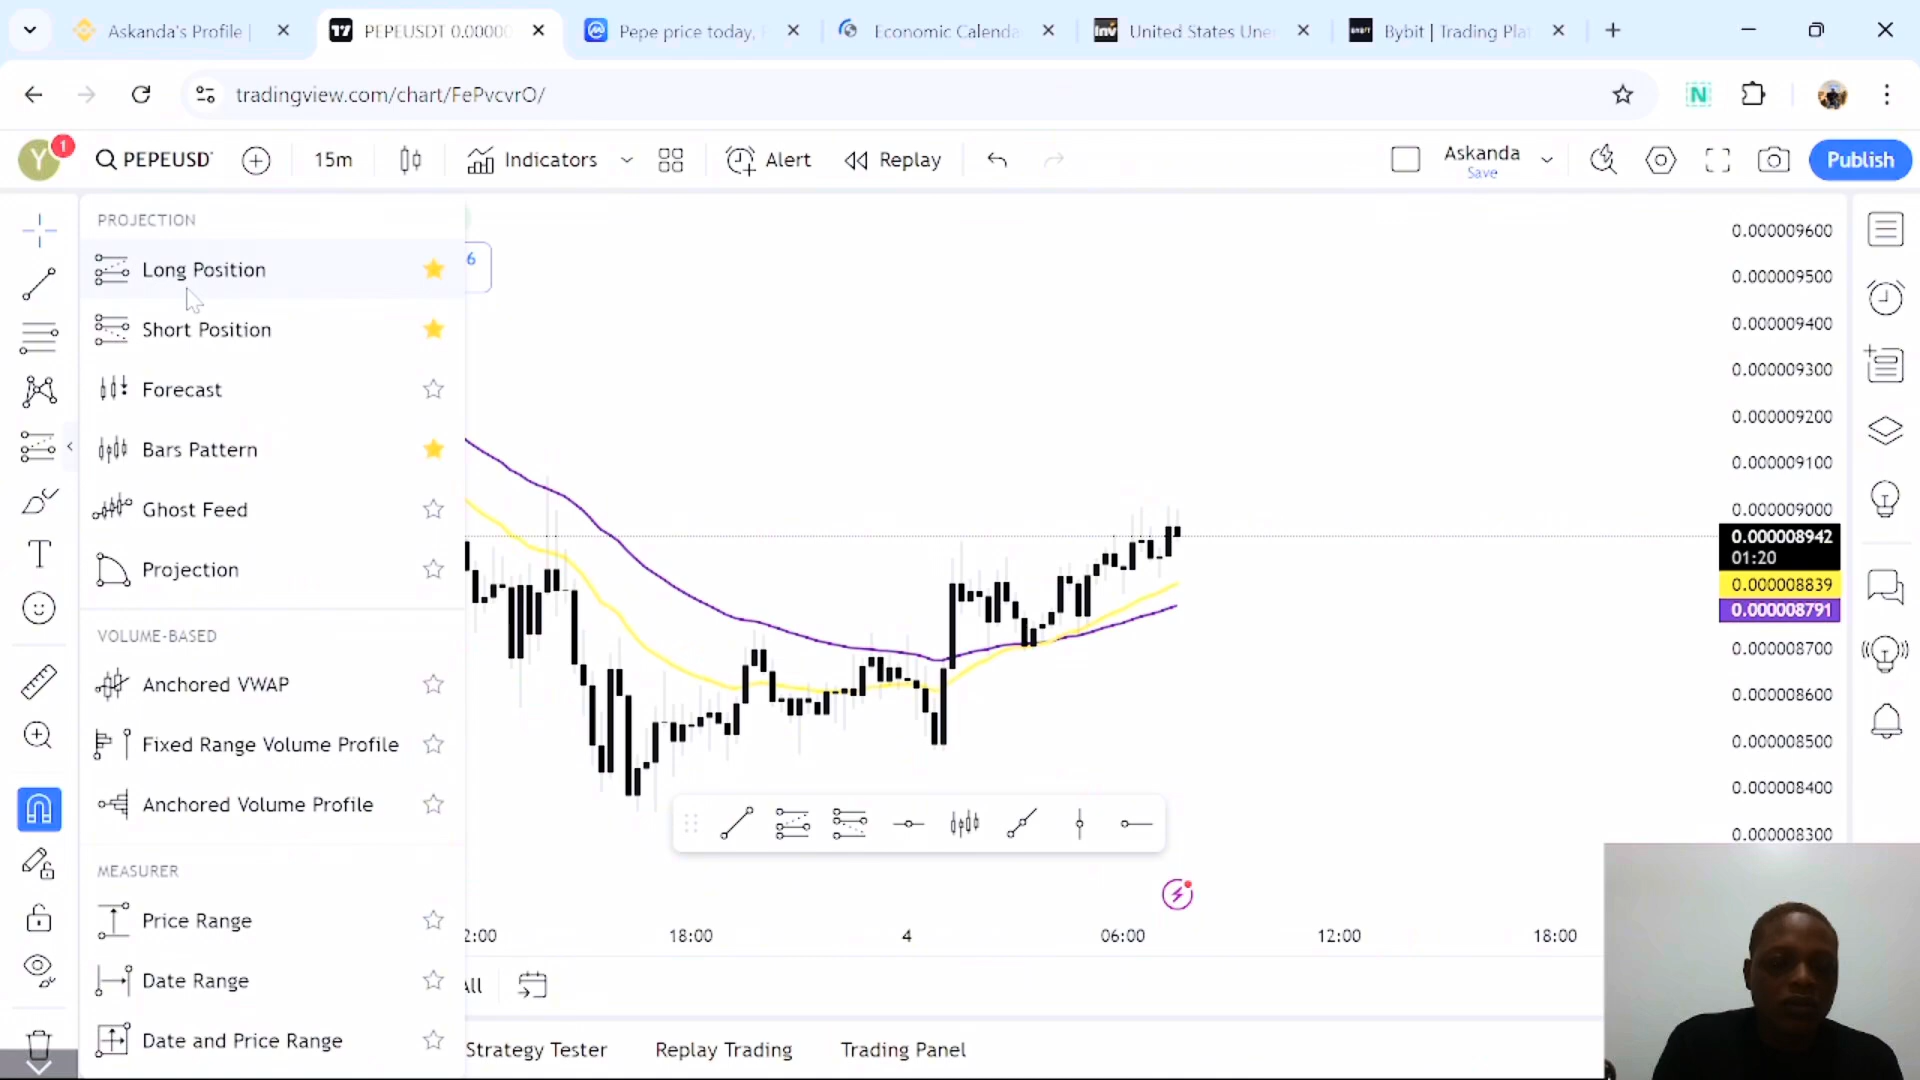 Askanda's Profile |
PEPEUSDT 0.00000
Pepe price today,
Economic Calenda
United States Une
Bybit | Trading Pla
tradingview.com/chart/FePvcvrO/
Y
1
PEPEUSD
15m
Indicators
Alert
Replay
Askanda
Save
Publish
PROJECTION
Long Position
Short Position
Forecast
Bars Pattern
Ghost Feed
Projection
VOLUME-BASED
Anchored VWAP
Fixed Range Volume Profile
Anchored Volume Profile
MEASURER
Price Range
Date Range
Date and Price Range
6
0.000009600
0.000009500
0.000009400
0.000009300
0.000009200
0.000009100
0.000009000
0.000008942
01:20
0.000008839
0.000008791
0.000008700
0.000008600
0.000008500
0.000008400
0.000008300
2:00
18:00
4
06:00
12:00
18:00
All
Strategy Tester
Replay Trading
Trading Panel